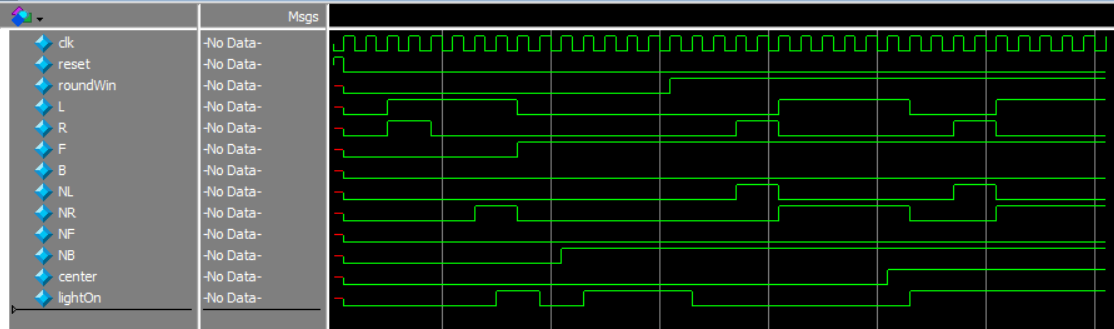 Msgs
clk -No Data-
reset -No Data-
roundWin -No Data-
L -No Data-
R -No Data-
F -No Data-
B -No Data-
NL -No Data-
NR -No Data-
NF -No Data-
NB -No Data-
center -No Data-
lightOn -No Data-